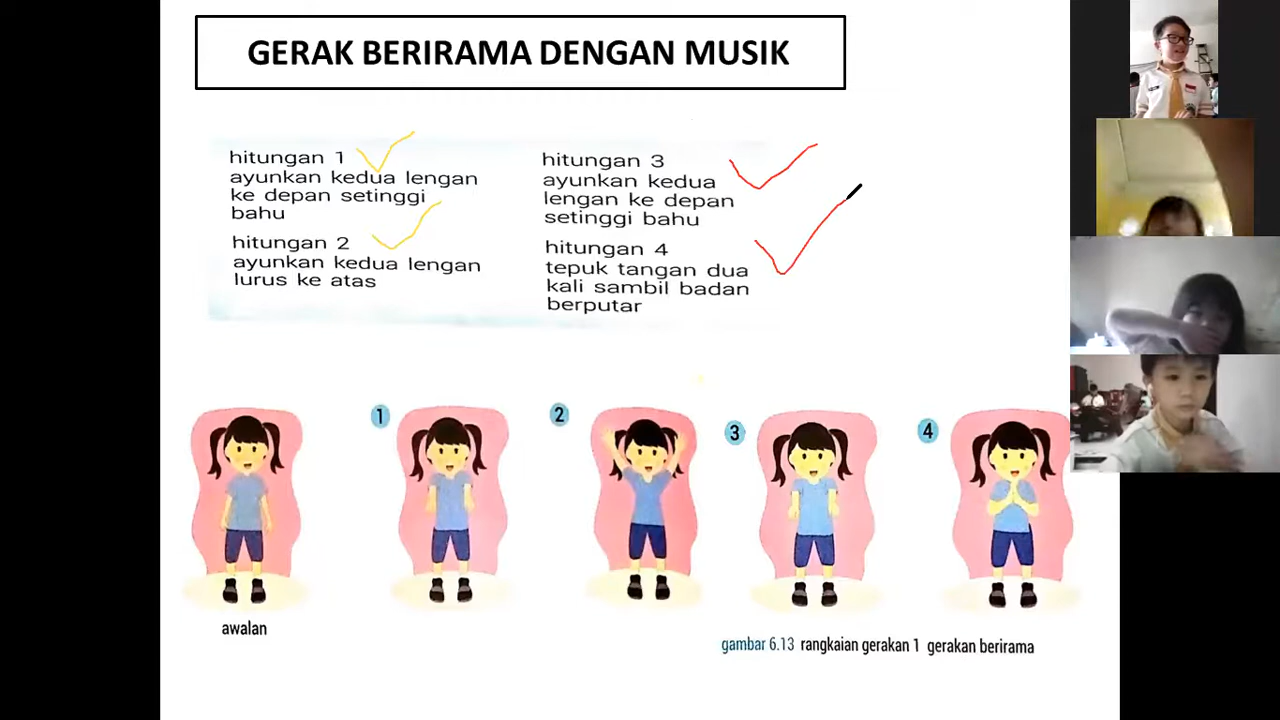 GERAK BERIRAMA DENGAN MUSIK
hitungan 1
ayunkan kedua lengan
ke depan setinggi
bahu
hitungan 2
ayunkan kedua lengan
lurus ke atas
hitungan 3
ayunkan kedua
lengan ke depan
setinggi bahu
hitungan 4
tepuk tangan dua
kali sambil badan
berputar
1
2
3
4
awalan
gambar 6.13 rangkaian gerakan 1 gerakan berirama